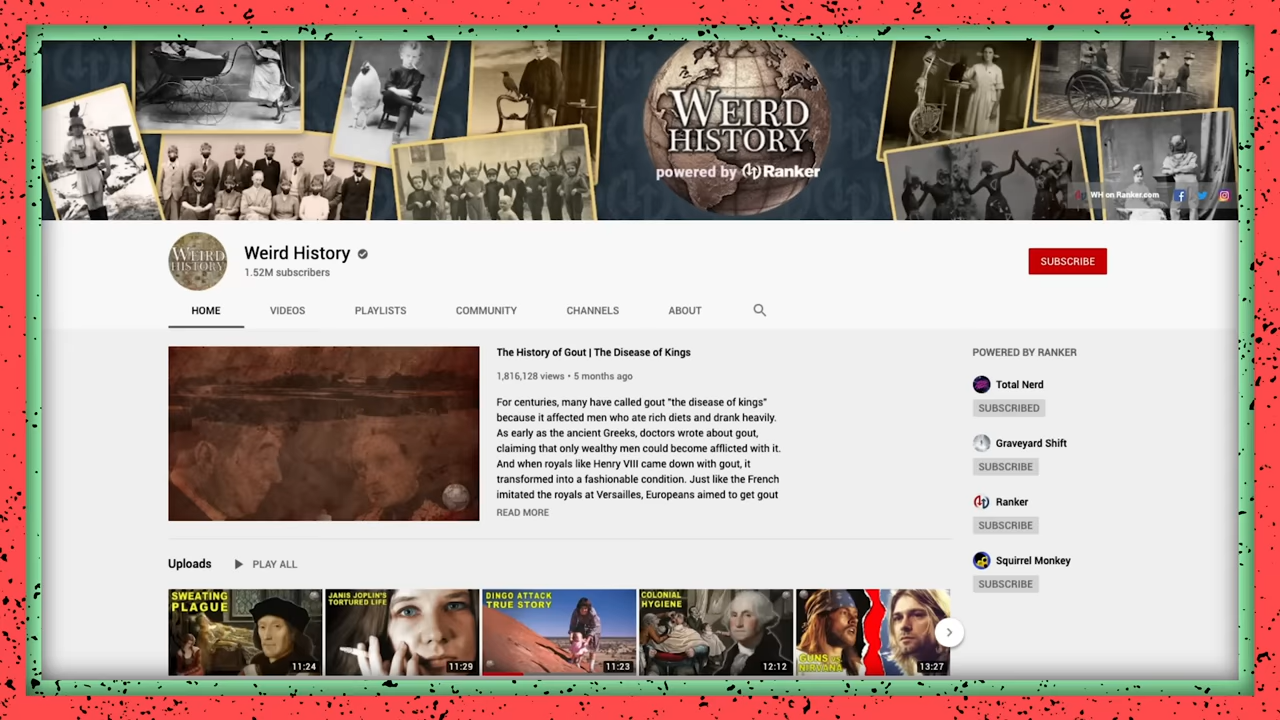 WEIRD
HISTORY
powered by Ranker
WH on Ranker.com
WEIRD
HISTORY
Weird History
1.52M subscribers
SUBSCRIBE
HOME VIDEOS PLAYLISTS COMMUNITY CHANNELS ABOUT
The History of Gout | The Disease of Kings
1,816,128 views • 5 months ago
For centuries, many have called gout "the disease of kings"
because it affected men who ate rich diets and drank heavily.
As early as the ancient Greeks, doctors wrote about gout,
claiming that only wealthy men could become afflicted with it.
And when royals like Henry VIII came down with gout, it
transformed into a fashionable condition. Just like the French
imitated the royals at Versailles, Europeans aimed to get gout
READ MORE
POWERED BY RANKER
Total Nerd
SUBSCRIBED
Graveyard Shift
SUBSCRIBE
Ranker
SUBSCRIBE
Squirrel Monkey
SUBSCRIBE
Uploads PLAY ALL
SWEATING
PLAGUE
11:24
JANIS JOPLIN'S
TORTURED LIFE
11:29
DINGO ATTACK
TRUE STORY
11:23
COLONIAL
HYGIENE
12:12
GUNS vs
NIRVANA
13:27